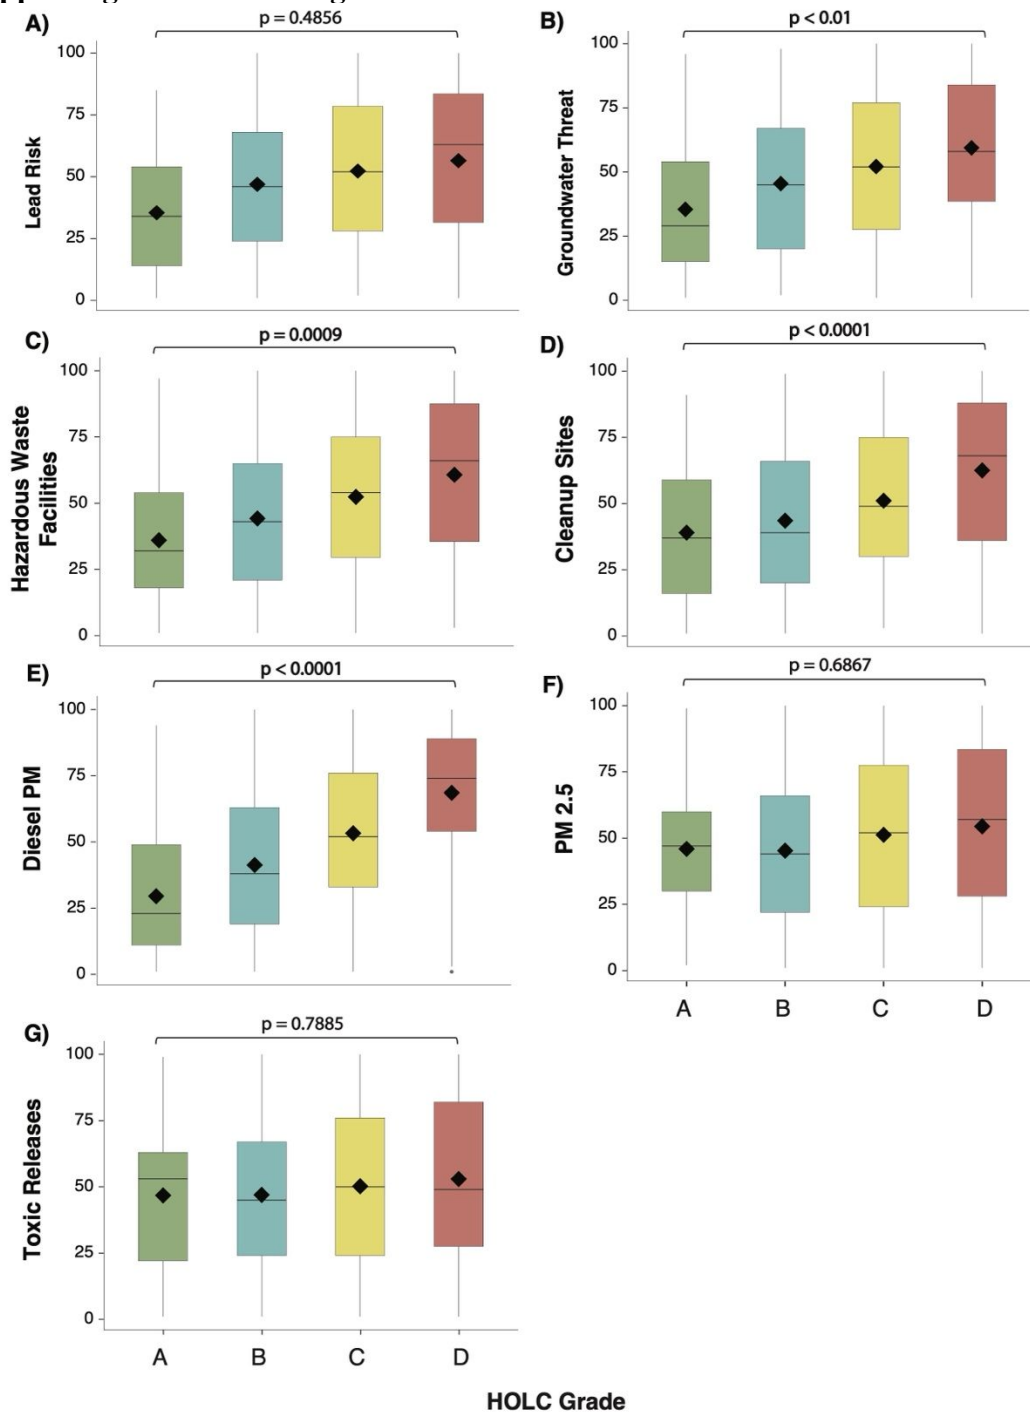 A)
p = 0.4856
Lead Risk
100
75
50
25
0
B)
p < 0.01
Groundwater Threat
100
75
50
25
0
C)
p = 0.0009
Hazardous Waste
Facilities
100
75
50
25
0
D)
p < 0.0001
Cleanup Sites
100
75
50
25
0
E)
p < 0.0001
Diesel PM
100
75
50
25
0
F)
p = 0.6867
PM 2.5
100
75
50
25
0
A B C D
G)
p = 0.7885
Toxic Releases
100
75
50
25
0
A B C D
HOLC Grade